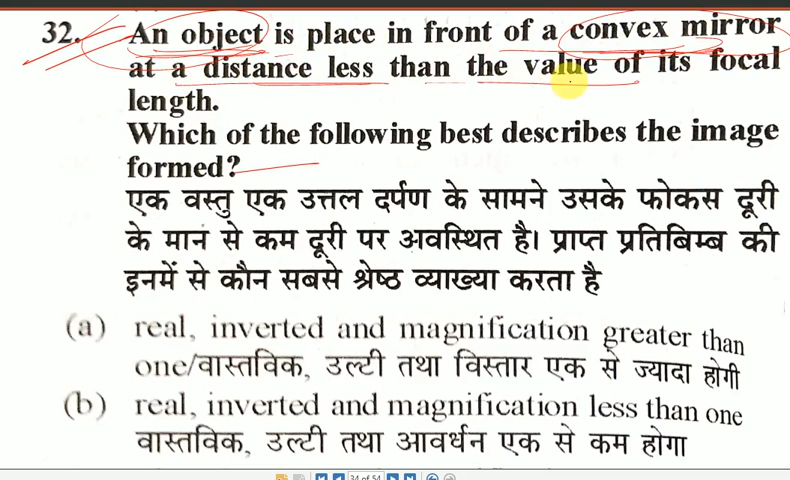 32. An object is place in front of a convex mirror
at a distance less than the value of its focal
length.
Which of the following best describes the image
formed?
एक वस्तु एक उत्तल दर्पण के सामने उसके फोकस दूरी
के मान से कम दूरी पर अवस्थित है। प्राप्त प्रतिबिम्ब की
इनमें से कौन सबसे श्रेष्ठ व्याख्या करता है
(a) real, inverted and magnification greater than
one/वास्तविक, उल्टी तथा विस्तार एक से ज्यादा होगी
(b) real, inverted and magnification less than one
वास्तविक, उल्टी तथा आवर्धन एक से कम होगा
34 of 54